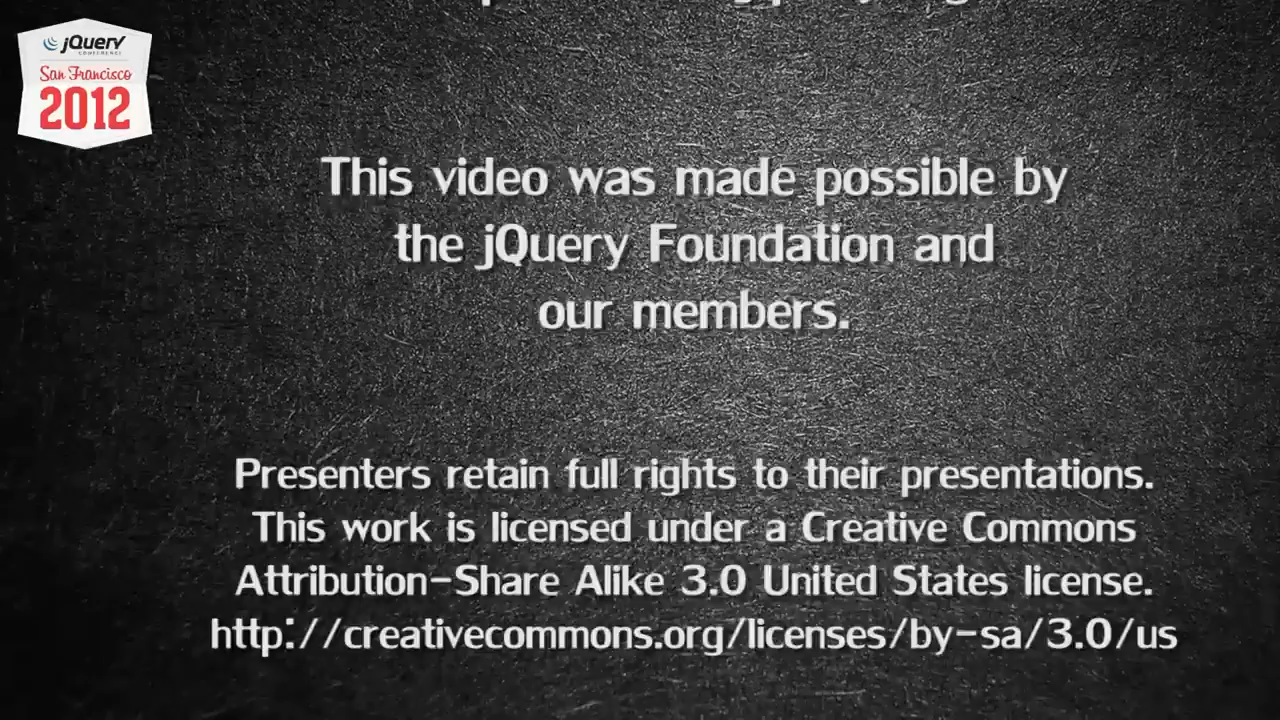 jQuery
CONFERENCE
San Francisco
2012
This video was made possible by
the jQuery Foundation and
our members.
Presenters retain full rights to their presentations.
This work is licensed under a Creative Commons
Attribution-Share Alike 3.0 United States license.
http://creativecommons.org/licenses/by-sa/3.0/us